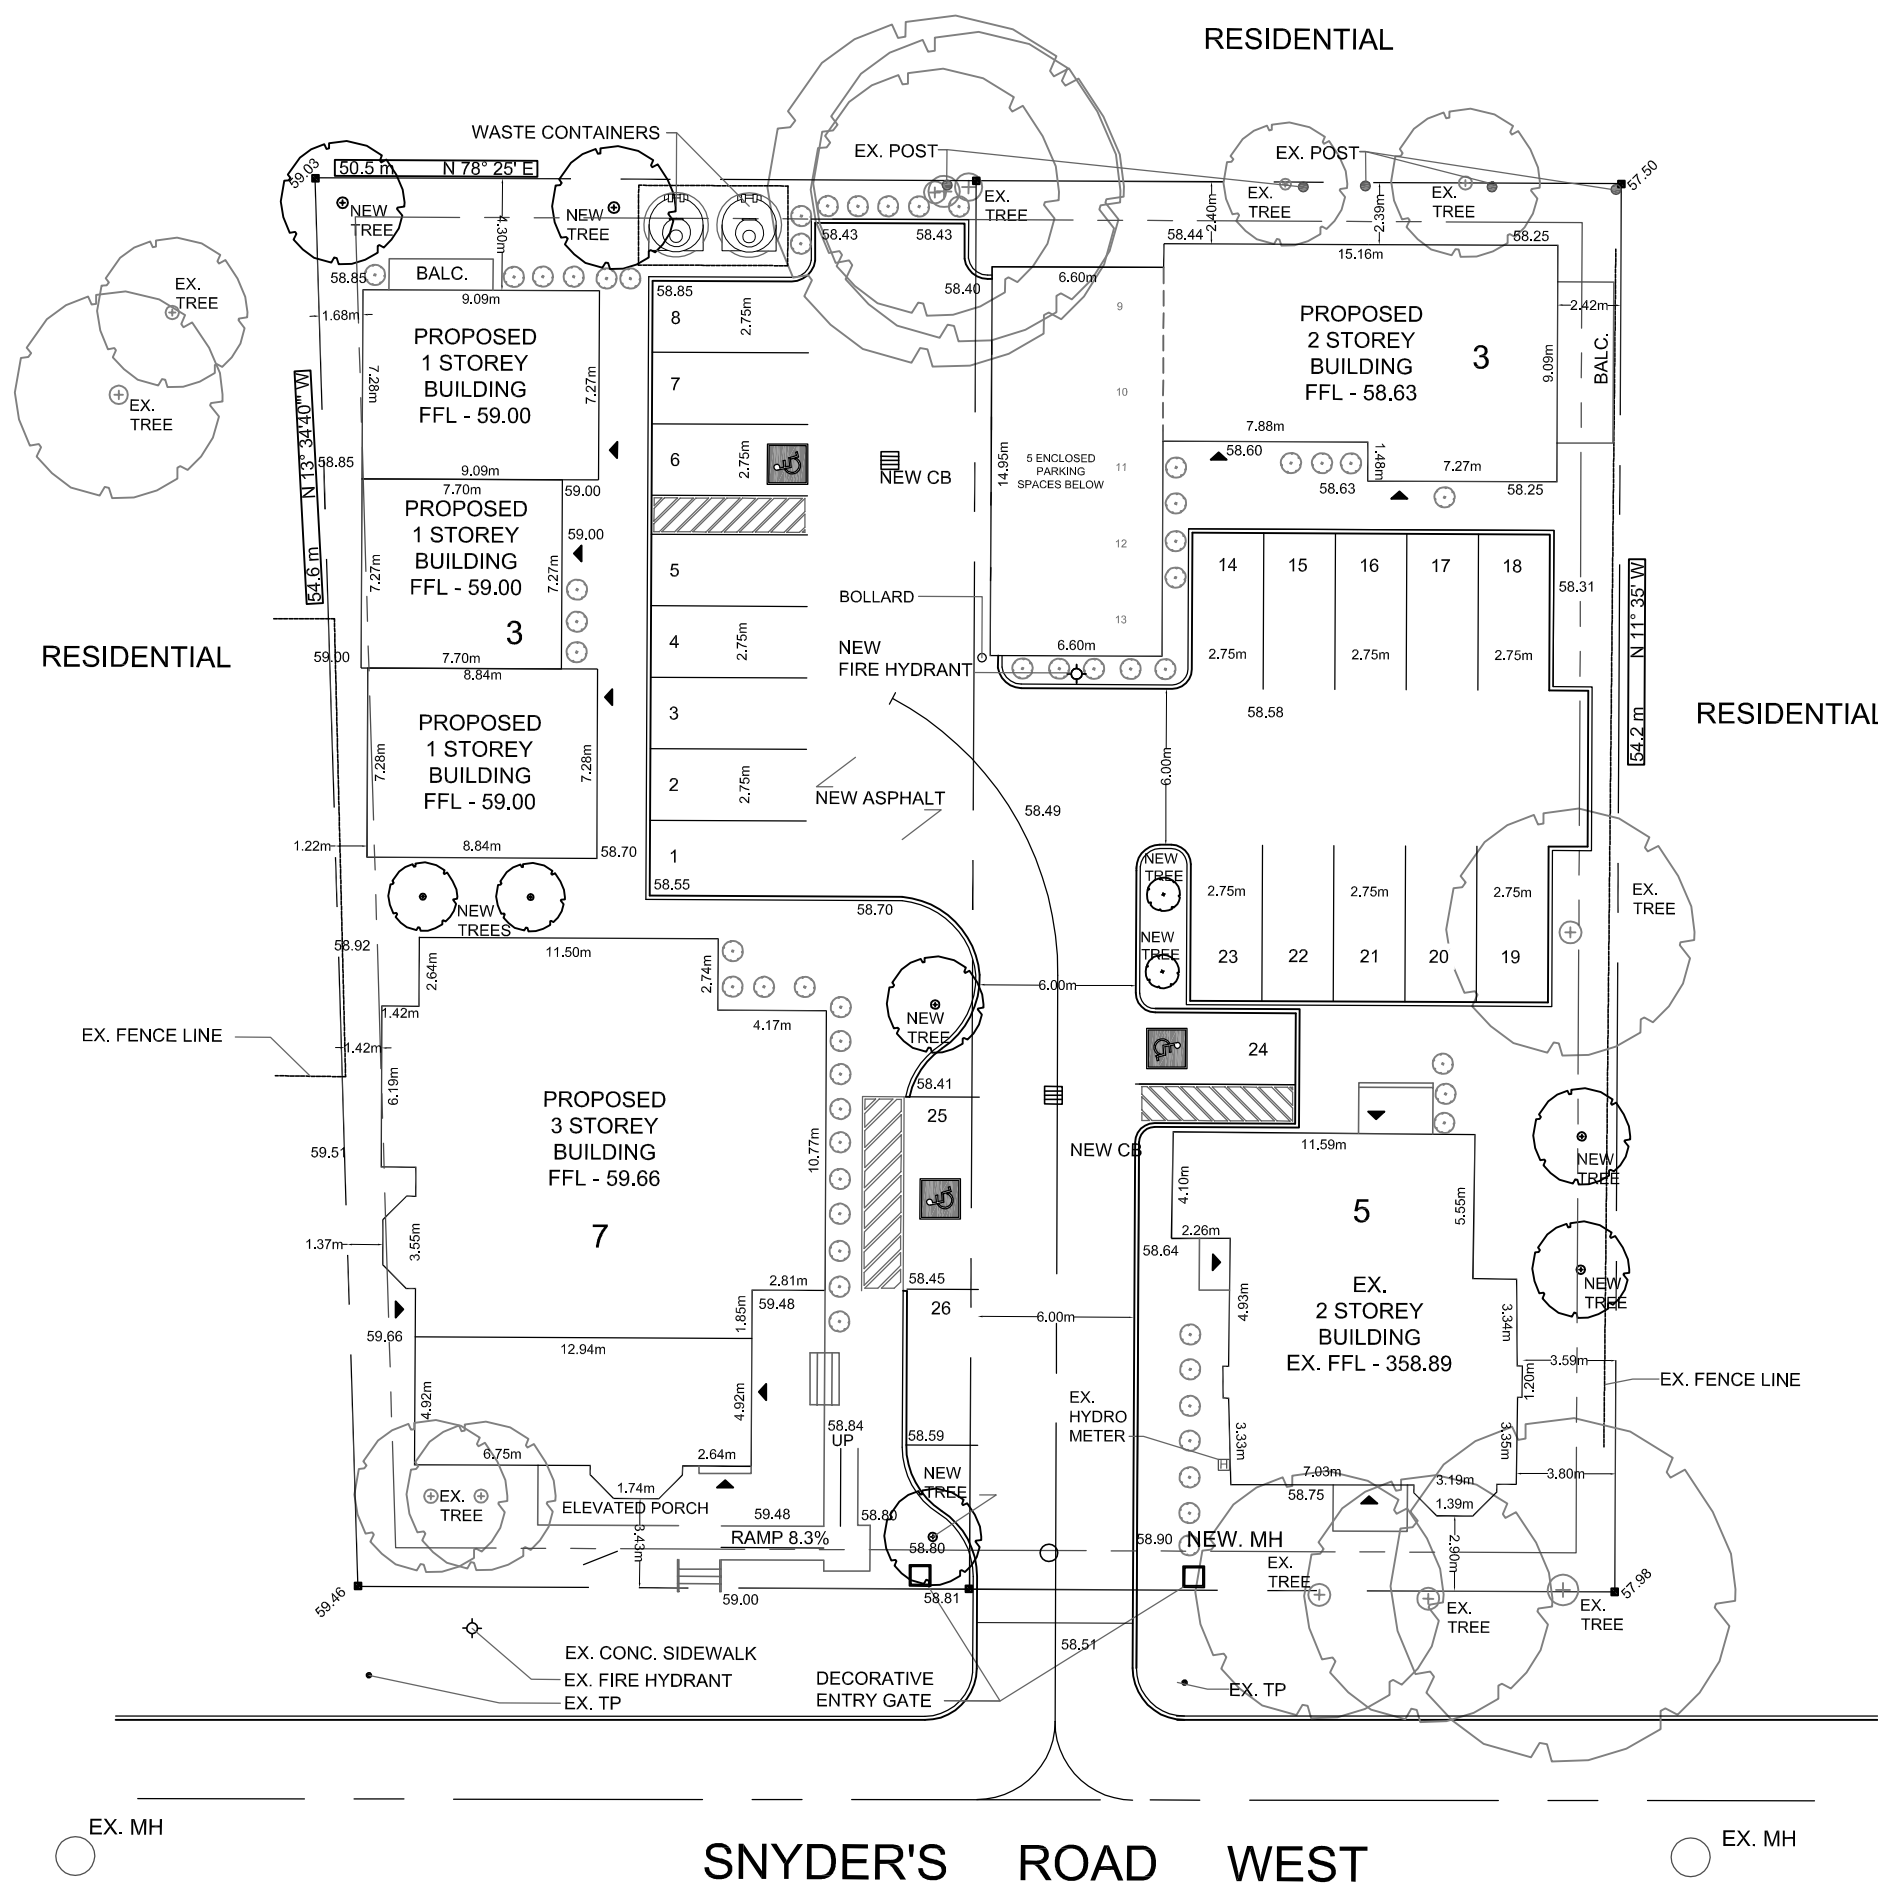 RESIDENTIAL
WASTE CONTAINERS
EX. POST
EX. POST
59.03
50.5 m N 78° 25' E
57.50
NEW
TREE
NEW
TREE
4.30m
EX.
TREE
2.40m
EX.
TREE
2.39m
EX.
TREE
58.43
58.43
58.44
58.25
15.16m
58.85
BALC.
EX.
TREE
9.09m
58.85
58.40
6.60m
2.42m
1.68m
PROPOSED
1 STOREY
BUILDING
FFL - 59.00
7.28m
7.27m
8
2.75m
9
PROPOSED
2 STOREY
BUILDING
FFL - 58.63
3
9.09m
BALC.
7
10
EX.
TREE
N 13° 34'40"' W
54.6 m
58.85
9.09m
7.70m
59.00
6
2.75m
NEW CB
14.95m
5 ENCLOSED
PARKING
SPACES BELOW
11
7.88m
58.60
1.48m
7.27m
58.63
58.25
PROPOSED
1 STOREY
BUILDING
FFL - 59.00
3
7.27m
7.27m
59.00
12
5
14
15
16
17
18
58.31
N 11° 35' W
54.2 m
BOLLARD
13
RESIDENTIAL
59.00
7.70m
8.84m
4
2.75m
NEW
FIRE HYDRANT
6.60m
2.75m
2.75m
2.75m
RESIDENTIAL
PROPOSED
1 STOREY
BUILDING
FFL - 59.00
7.28m
7.28m
3
58.58
6.00m
2
2.75m
NEW ASPHALT
58.49
1.22m
8.84m
58.70
1
58.55
NEW
TREE
2.75m
2.75m
2.75m
EX.
TREE
NEW
TREES
58.70
58.92
11.50m
2.64m
2.74m
NEW
TREE
23
22
21
20
19
6.00m
1.42m
4.17m
NEW
TREE
EX. FENCE LINE
1.42m
24
6.19m
58.41
25
PROPOSED
3 STOREY
BUILDING
FFL - 59.66
7
10.77m
59.51
NEW CB
11.59m
4.10m
5.55m
5
NEW
TREE
1.37m
3.55m
2.26m
58.64
2.81m
59.48
58.45
26
4.93m
EX.
2 STOREY
BUILDING
EX. FFL - 358.89
NEW
TREE
59.66
1.85m
12.94m
6.00m
3.34m
3.59m
1.20m
EX. FENCE LINE
4.92m
4.92m
EX.
HYDRO
METER
58.84
UP
58.59
3.33m
3.35m
6.75m
2.64m
NEW
TREE
7.03m
3.19m
3.80m
1.74m
EX.
TREE
ELEVATED PORCH
59.48
58.80
58.75
1.39m
3.43m
RAMP 8.3%
58.80
58.90
NEW. MH
2.90m
EX.
TREE
59.46
59.00
58.81
57.98
EX.
TREE
EX.
TREE
EX. CONC. SIDEWALK
EX. FIRE HYDRANT
EX. TP
DECORATIVE
ENTRY GATE
58.51
EX. TP
EX. MH
EX. MH
SNYDER'S ROAD WEST